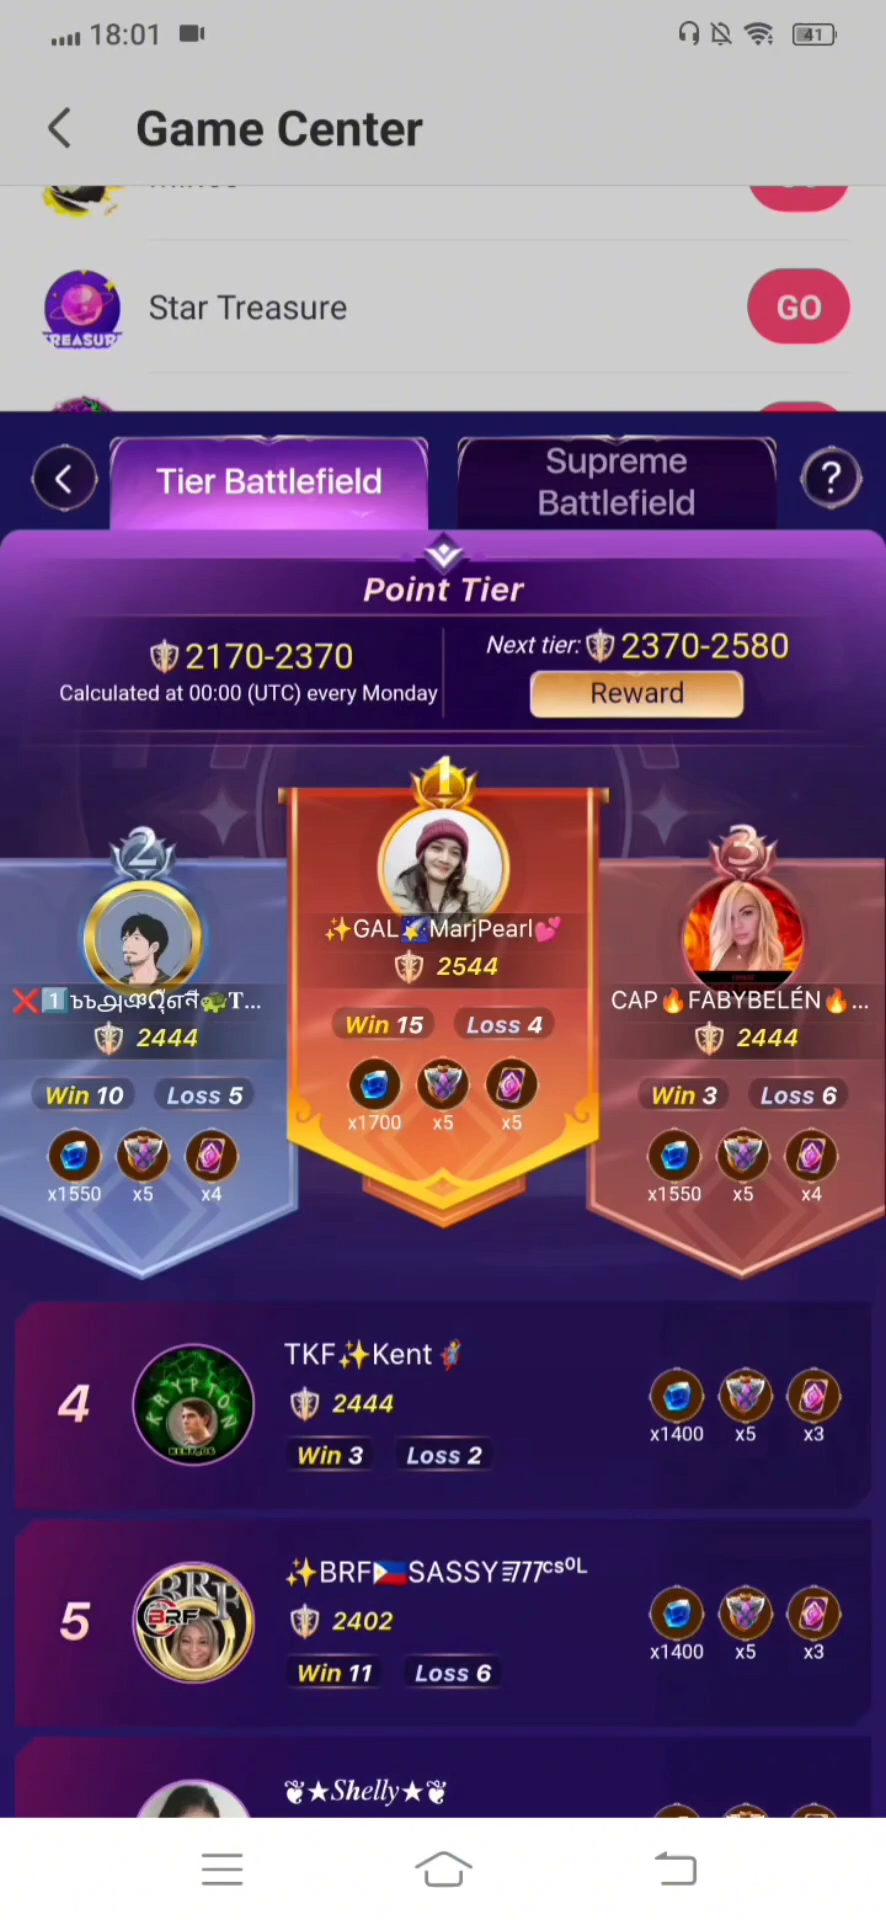 18:01
41
Game Center
Star Treasure
GO
Tier Battlefield
Supreme
Battlefield
?
Point Tier
2170-2370
Calculated at 00:00 (UTC) every Monday
Next tier: 2370-2580
Reward
1
✨GAL🌠MarjPearl💕
2544
Win 15 Loss 4
x1700 x5 x5
2
2444
Win 10 Loss 5
x1550 x5 x4
3
CAP🔥FABYBELÉN🔥...
2444
Win 3 Loss 6
x1550 x5 x4
4
KRYPTON
TKF✨Kent
2444
Win 3 Loss 2
x1400 x5 x3
5
BRF
BRF
✨BRF🇵🇭SASSY
2402
Win 11 Loss 6
x1400 x5 x3
❦★Shelly★❦